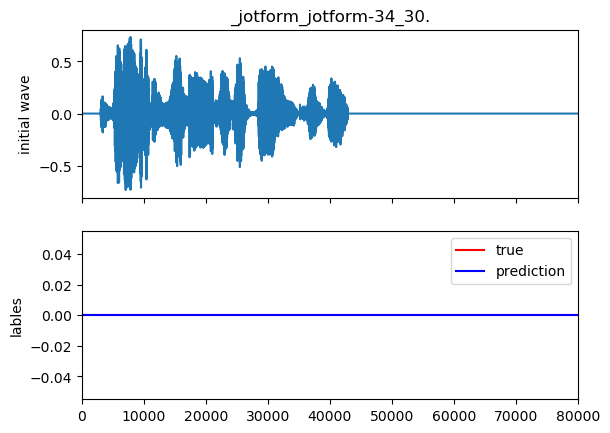 _jotform_jotform-34_30.
initial wave
0.5
0.0
−0.5
lables
0.04
0.02
0.00
−0.02
−0.04
true
prediction
0 10000 20000 30000 40000 50000 60000 70000 80000